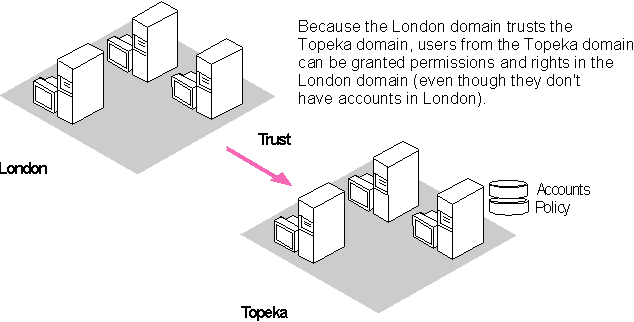 Because the London domain trusts the
Topeka domain, users from the Topeka domain
can be granted permissions and rights in the
London domain (even though they don't
have accounts in London).
Trust
London
Accounts
Policy
Topeka